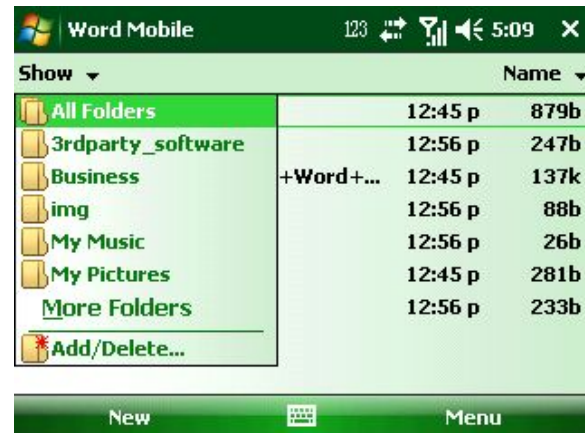 Word Mobile 123 5:09
Show Name
All Folders 12:45 p 879b
3rdparty_software 12:56 p 247b
Business +Word+... 12:45 p 137k
img 12:56 p 88b
My Music 12:56 p 26b
My Pictures 12:45 p 281b
More Folders 12:56 p 233b
Add/Delete...
New Menu